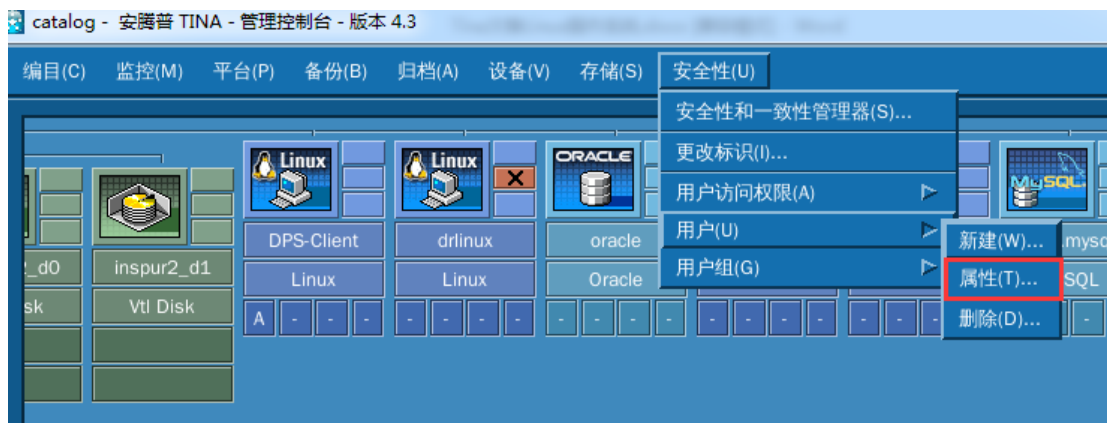 catalog - 安腾普 TINA - 管理控制台 - 版本 4.3
编目(C) 监控(M) 平台(P) 备份(B) 归档(A) 设备(V) 存储(S) 安全性(U)
安全性和一致性管理器(S)...
更改标识(I)...
用户访问权限(A)
用户(U)
用户组(G)
新建(W)...
属性(T)...
删除(D)...
Linux Linux ORACLE MySQL
DPS-Client drlinux oracle .mysq
_d0 inspur2_d1 Linux Linux Oracle SQL
sk Vtl Disk A - - - - - - - - - - - - - - - - - - -